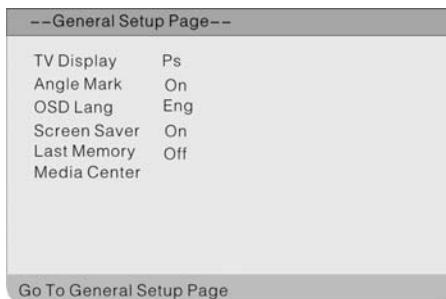 --General Setup Page--
TV Display Ps
Angle Mark On
OSD Lang Eng
Screen Saver On
Last Memory Off
Media Center
Go To General Setup Page